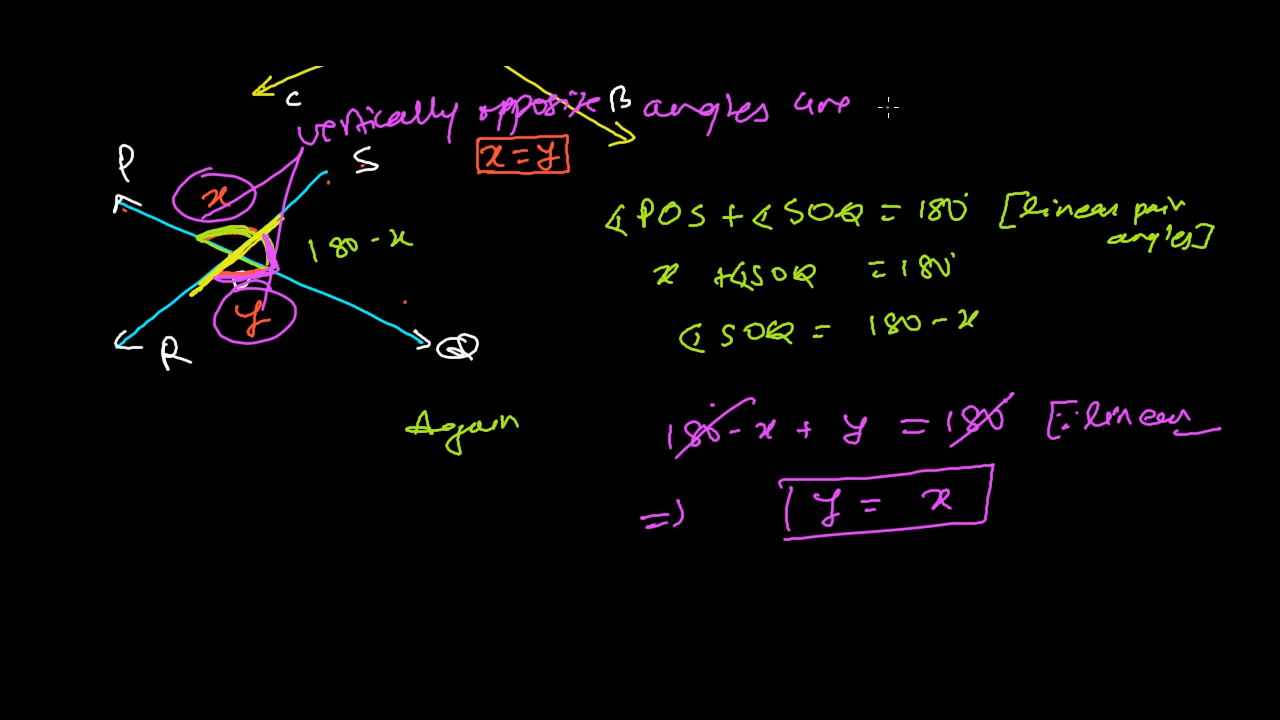 C
B
vertically opposite angles are
x = y
P
S
x
∢POS + ∢SOQ = 180° [linear pair
angles]
180 - x
x + ∢SOQ = 180°
y
R
Q
∢SOQ = 180 - x
Again
180° - x + y = 180 [∵ linear
⇒ y = x